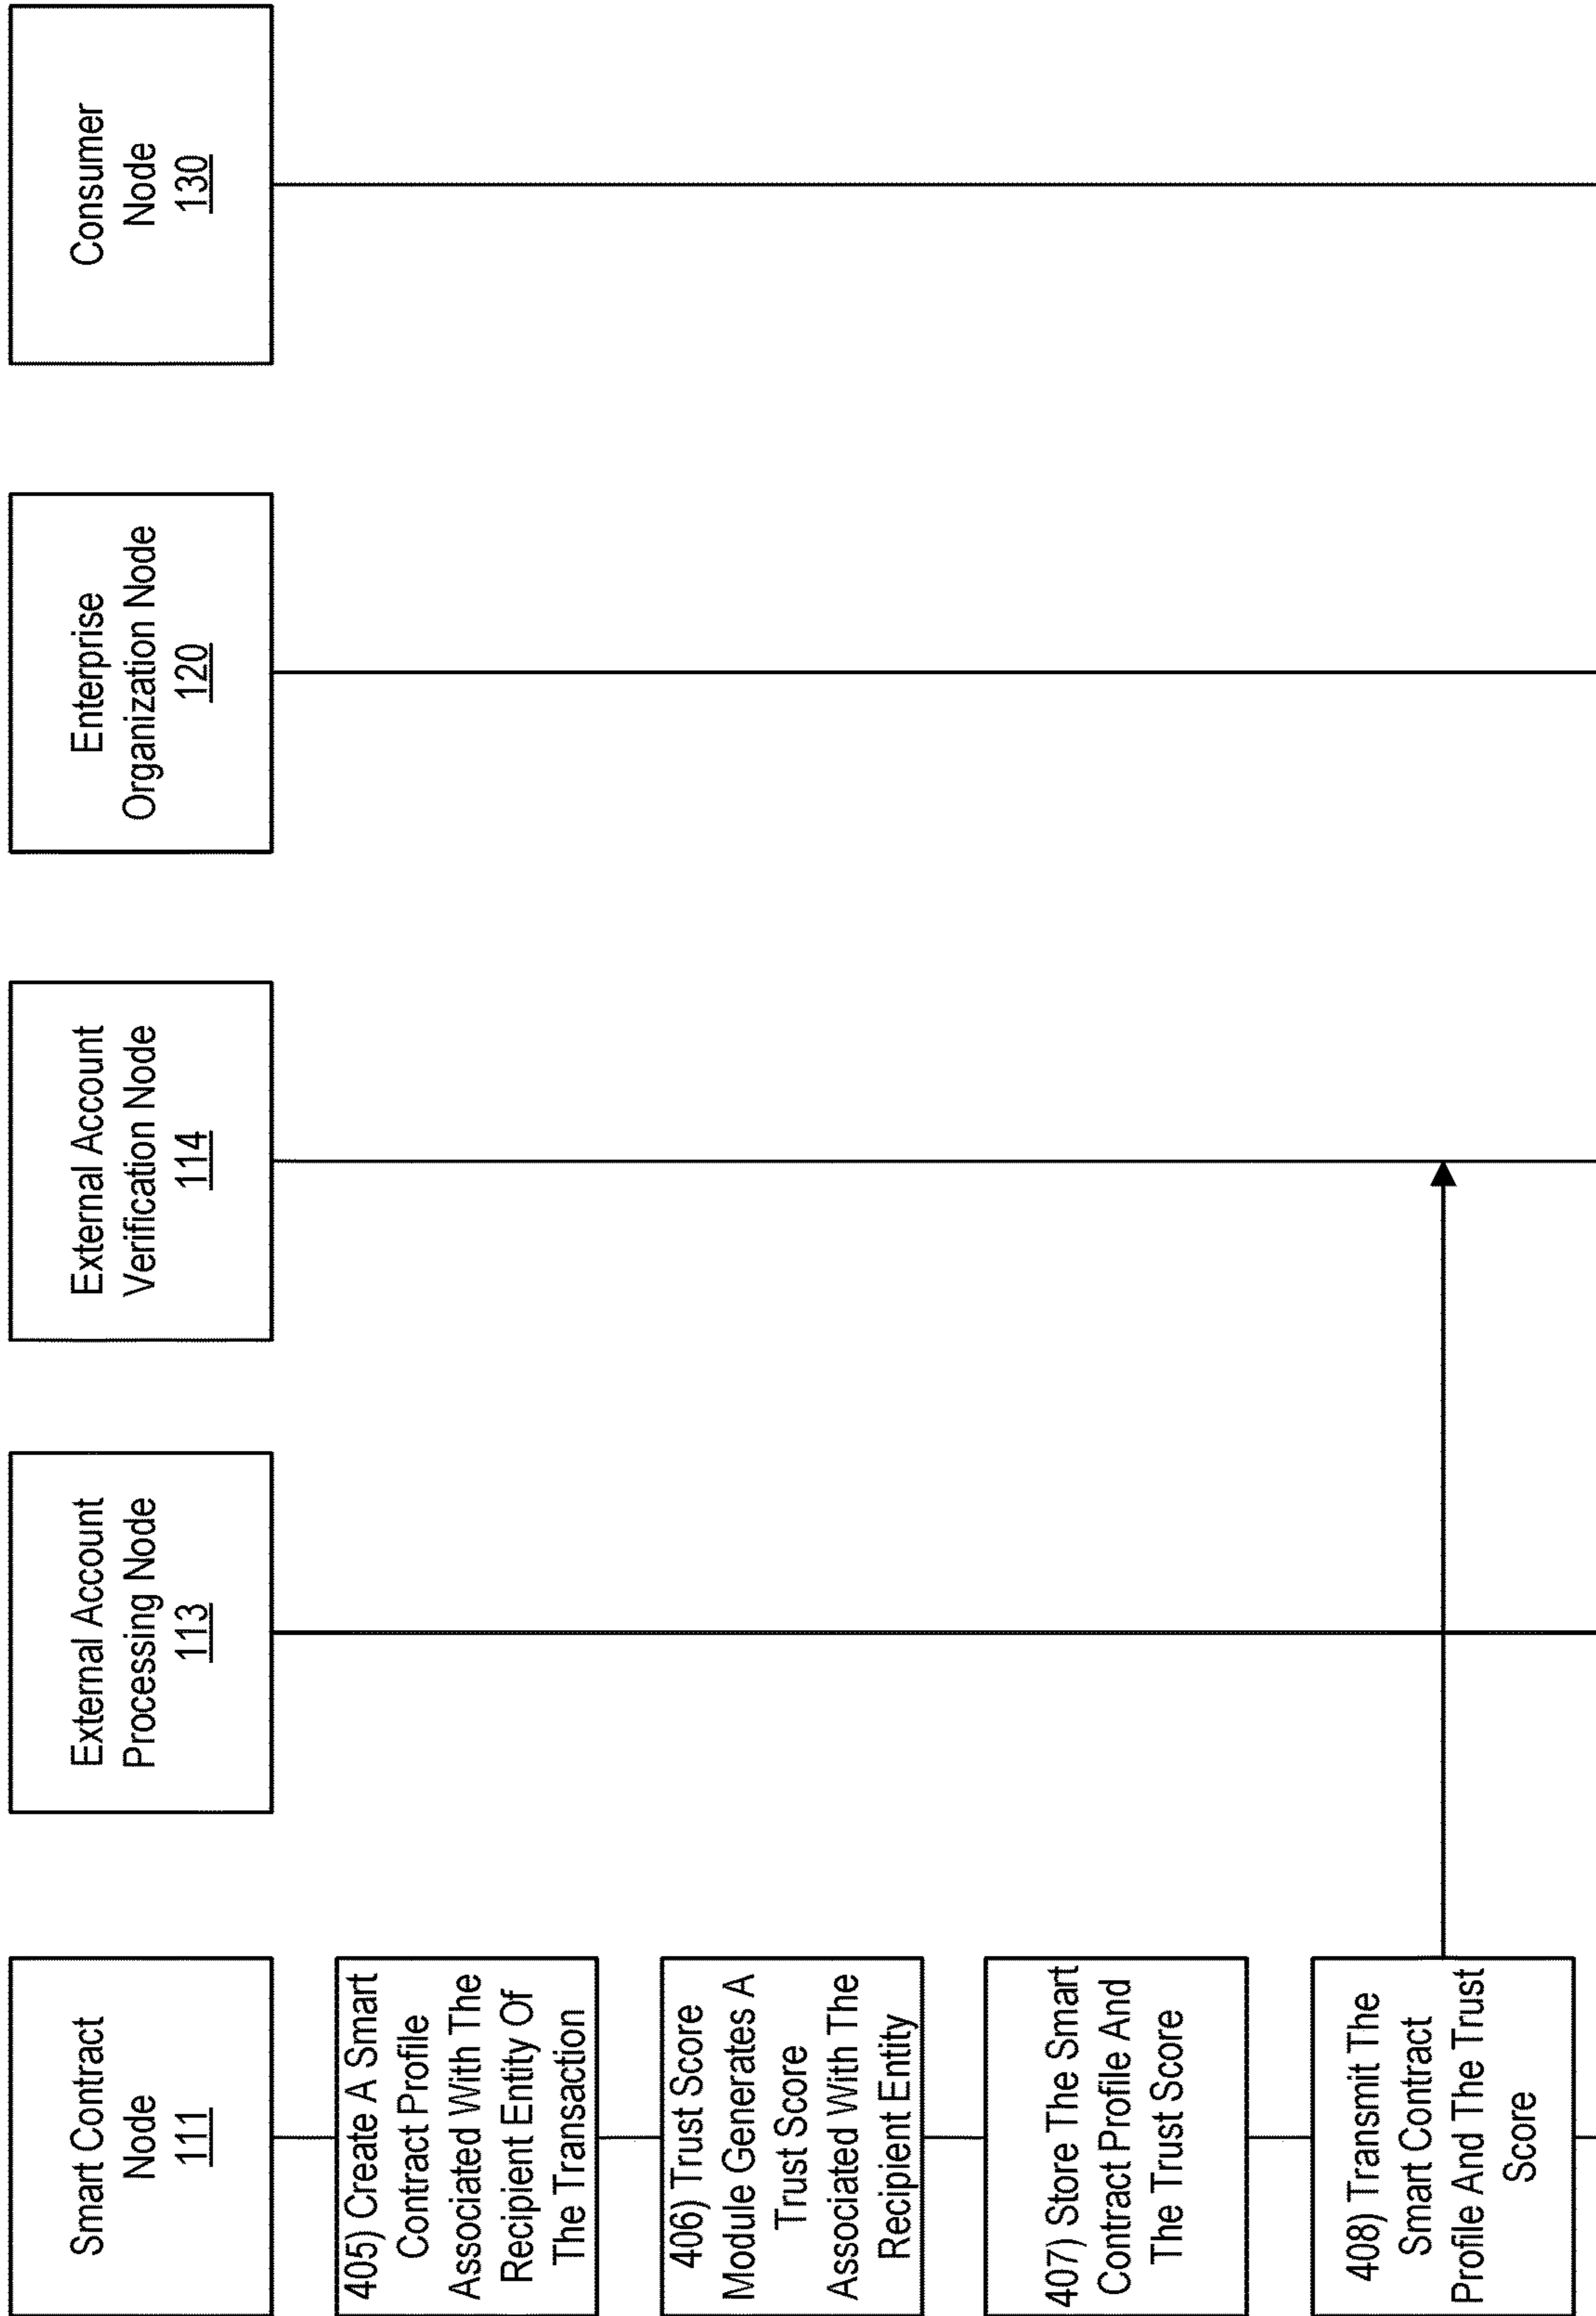 Smart Contract
Node
111
External Account
Processing Node
113
External Account
Verification Node
114
Enterprise
Organization Node
120
Consumer
Node
130
405) Create A Smart
Contract Profile
Associated With The
Recipient Entity Of
The Transaction
406) Trust Score
Module Generates A
Trust Score
Associated With The
Recipient Entity
407) Store The Smart
Contract Profile And
The Trust Score
408) Transmit The
Smart Contract
Profile And The Trust
Score